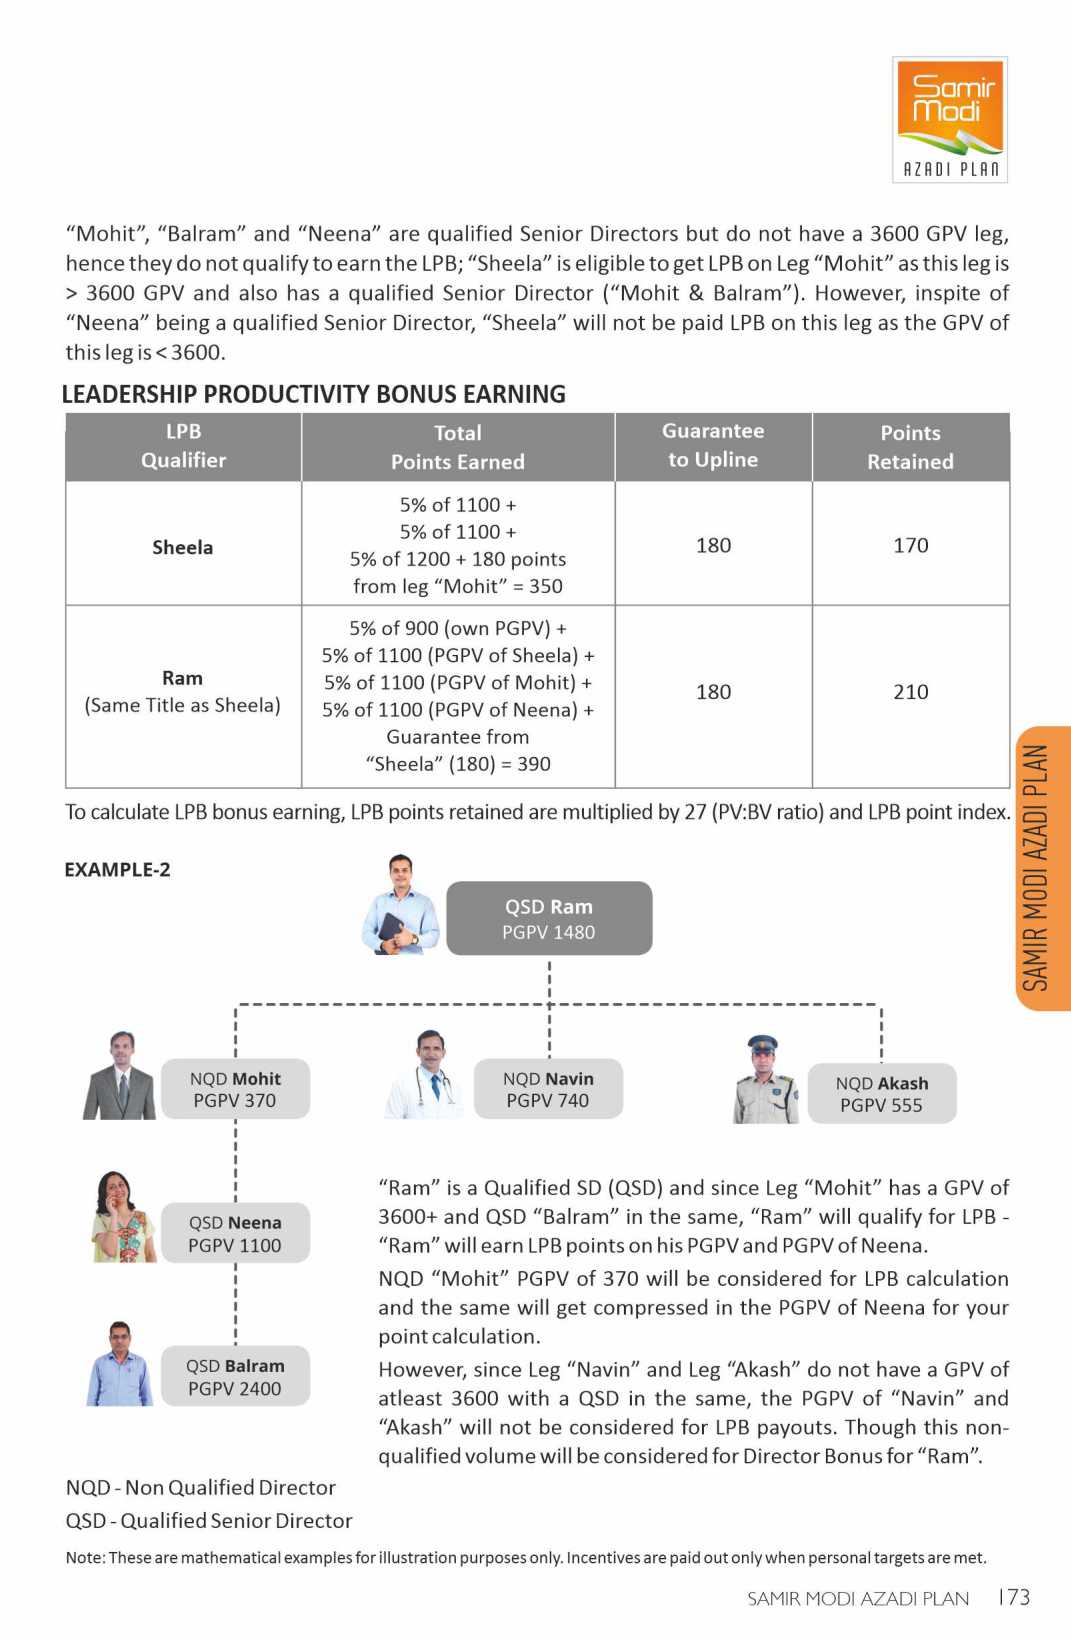 Samir
Modi
AZADI PLAN
“Mohit”, “Balram” and “Neena” are qualified Senior Directors but do not have a 3600 GPV leg,
hence they do not qualify to earn the LPB; “Sheela” is eligible to get LPB on Leg “Mohit” as this leg is
> 3600 GPV and also has a qualified Senior Director (“Mohit & Balram”). However, inspite of
“Neena” being a qualified Senior Director, “Sheela” will not be paid LPB on this leg as the GPV of
this leg is < 3600.
LEADERSHIP PRODUCTIVITY BONUS EARNING
LPB
Qualifier
Total
Points Earned
Guarantee
to Upline
Points
Retained
Sheela
5% of 1100 +
5% of 1100 +
5% of 1200 + 180 points
from leg “Mohit” = 350
180
170
Ram
(Same Title as Sheela)
5% of 900 (own PGPV) +
5% of 1100 (PGPV of Sheela) +
5% of 1100 (PGPV of Mohit) +
5% of 1100 (PGPV of Neena) +
Guarantee from
“Sheela” (180) = 390
180
210
To calculate LPB bonus earning, LPB points retained are multiplied by 27 (PV:BV ratio) and LPB point index.
SAMIR MODI AZADI PLAN
EXAMPLE-2
QSD Ram
PGPV 1480
NQD Mohit
PGPV 370
NQD Navin
PGPV 740
NQD Akash
PGPV 555
QSD Neena
PGPV 1100
QSD Balram
PGPV 2400
“Ram” is a Qualified SD (QSD) and since Leg “Mohit” has a GPV of
3600+ and QSD “Balram” in the same, “Ram” will qualify for LPB -
“Ram” will earn LPB points on his PGPV and PGPV of Neena.
NQD “Mohit” PGPV of 370 will be considered for LPB calculation
and the same will get compressed in the PGPV of Neena for your
point calculation.
However, since Leg “Navin” and Leg “Akash” do not have a GPV of
atleast 3600 with a QSD in the same, the PGPV of “Navin” and
“Akash” will not be considered for LPB payouts. Though this non-
qualified volume will be considered for Director Bonus for “Ram”.
NQD - Non Qualified Director
QSD - Qualified Senior Director
Note: These are mathematical examples for illustration purposes only. Incentives are paid out only when personal targets are met.
SAMIR MODI AZADI PLAN 173